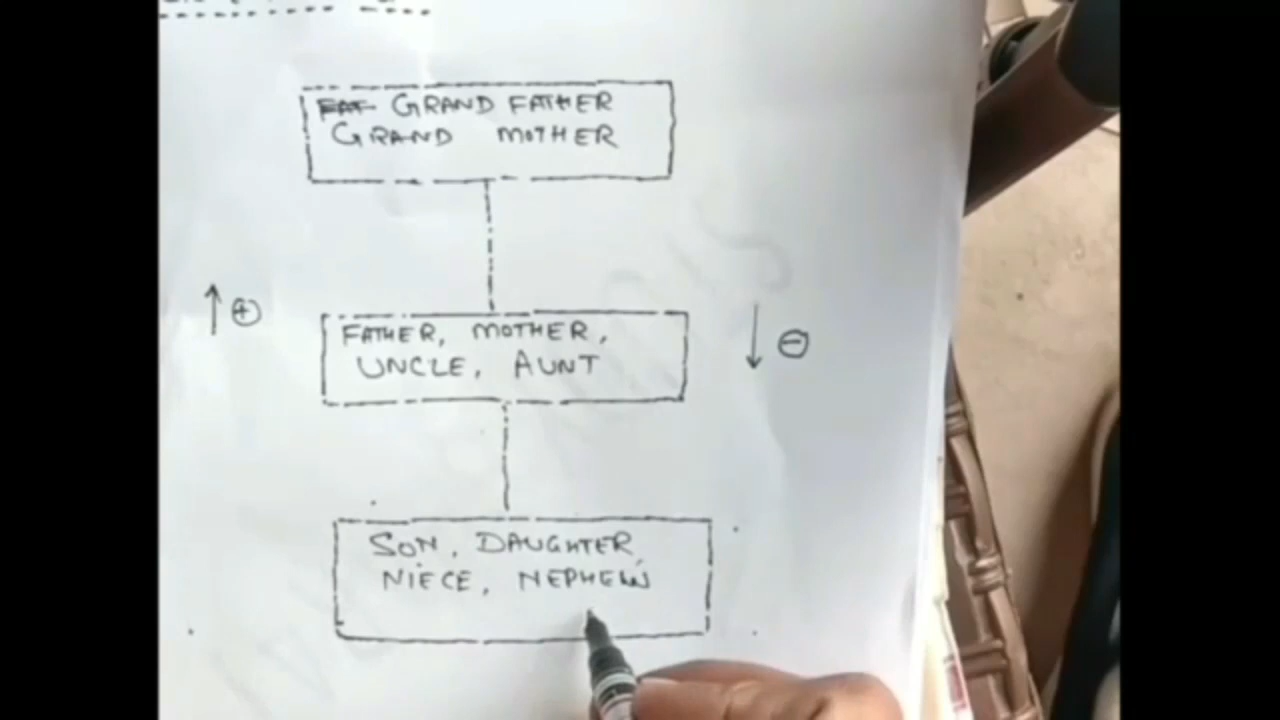 GRAND FATHER
GRAND MOTHER
⊕
FATHER, MOTHER,
UNCLE, AUNT
⊖
SON, DAUGHTER,
NIECE, NEPHEW